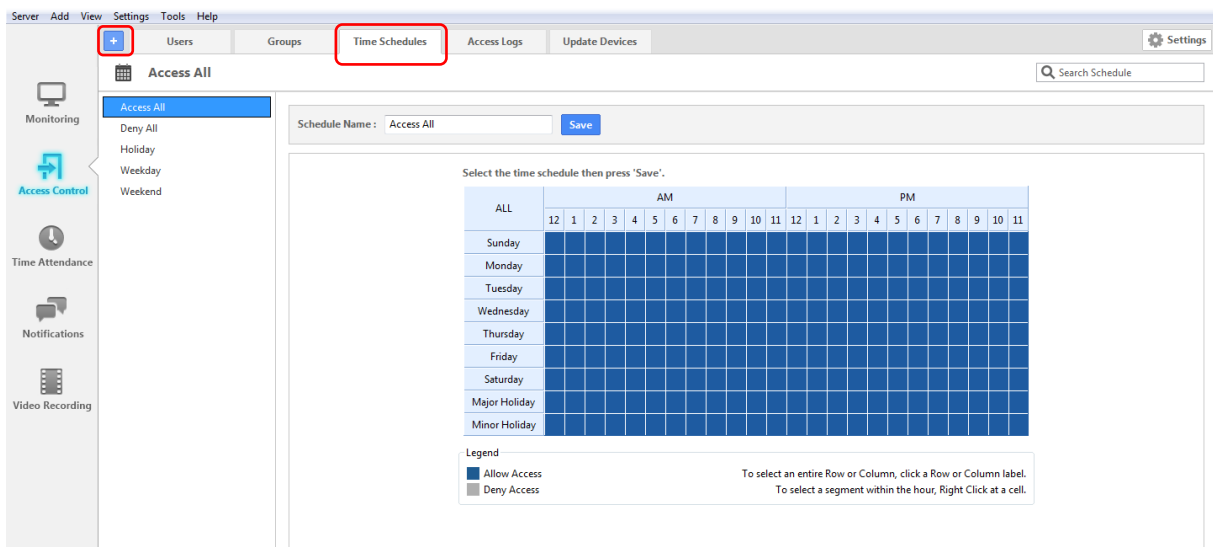 Server Add View Settings Tools Help
+ Users Groups Time Schedules Access Logs Update Devices Settings
Access All Search Schedule
Monitoring
Access Control
Time Attendance
Notifications
Video Recording
Access All
Deny All
Holiday
Weekday
Weekend
Schedule Name : Access All Save
Select the time schedule then press 'Save'.
ALL AM PM
12 1 2 3 4 5 6 7 8 9 10 11 12 1 2 3 4 5 6 7 8 9 10 11
Sunday
Monday
Tuesday
Wednesday
Thursday
Friday
Saturday
Major Holiday
Minor Holiday
Legend
Allow Access To select an entire Row or Column, click a Row or Column label.
Deny Access To select a segment within the hour, Right Click at a cell.